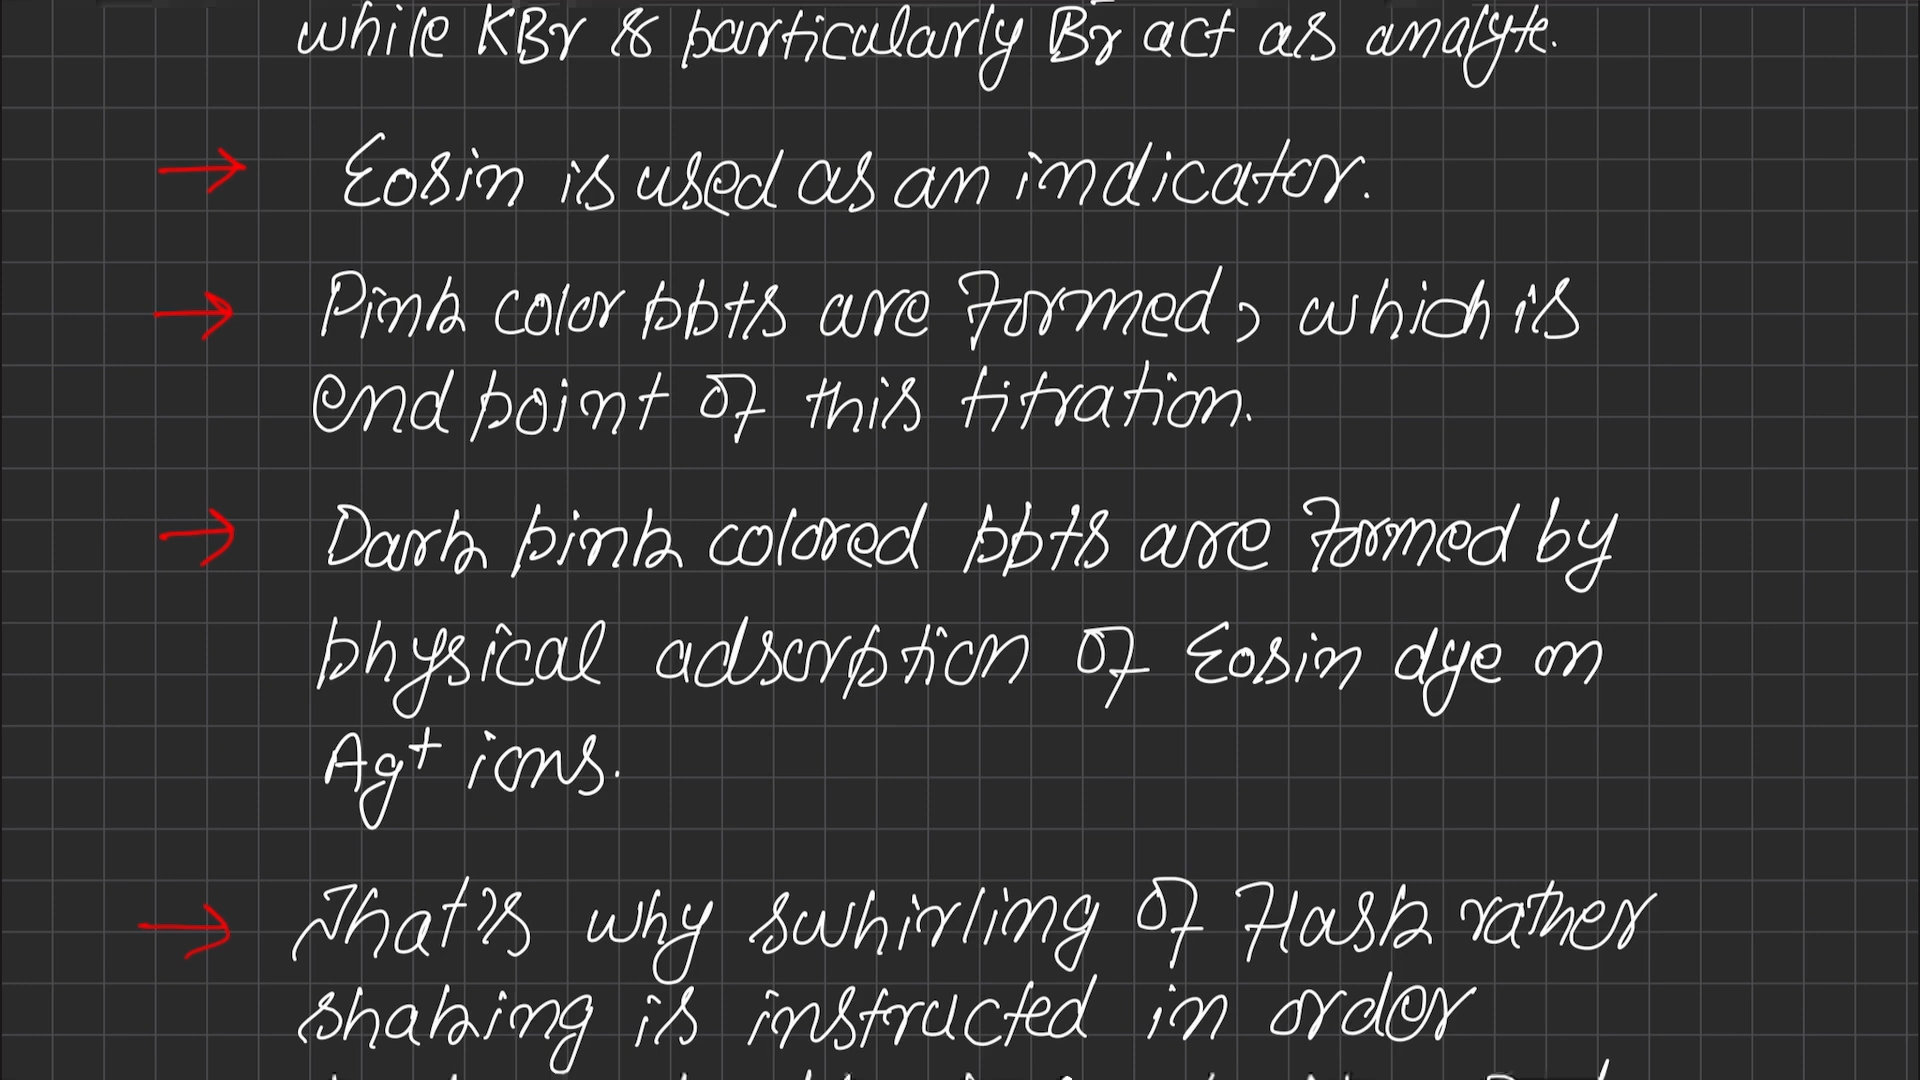 while KBr & particularly Br⁻ act as analyte.
→ Eosin is used as an indicator.
→ Pink color ppts are formed, which is
end point of this titration.
→ Dark pink colored ppts are formed by
physical adsorption of Eosin dye on
Ag⁺ ions.
→ That's why swhirling of flask rather
shaking is instructed in order